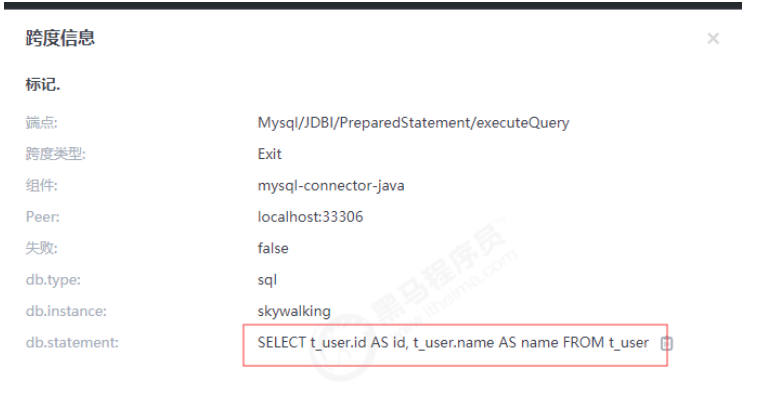 跨度信息
标记.
端点: Mysql/JDBI/PreparedStatement/executeQuery
跨度类型: Exit
组件: mysql-connector-java
Peer: localhost:33306
失败: false
db.type: sql
db.instance: skywalking
db.statement: SELECT t_user.id AS id, t_user.name AS name FROM t_user
黑马程序员
www.itheima.com